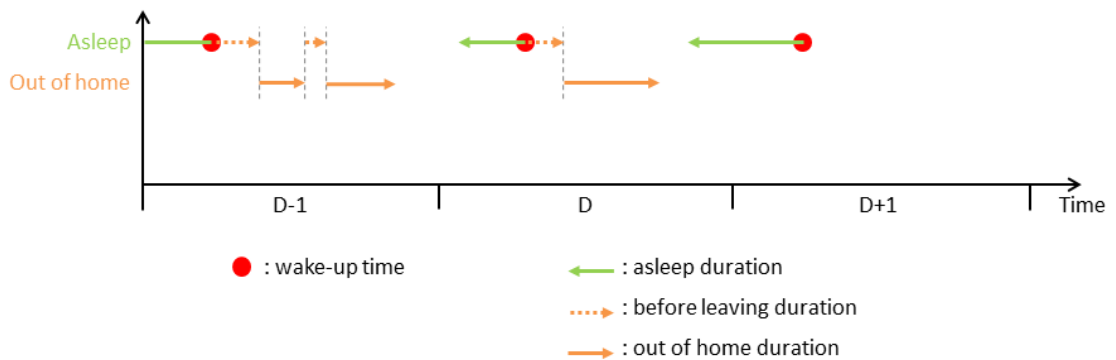 Asleep
Out of home
D-1
D
D+1
Time
: wake-up time
: asleep duration
: before leaving duration
: out of home duration